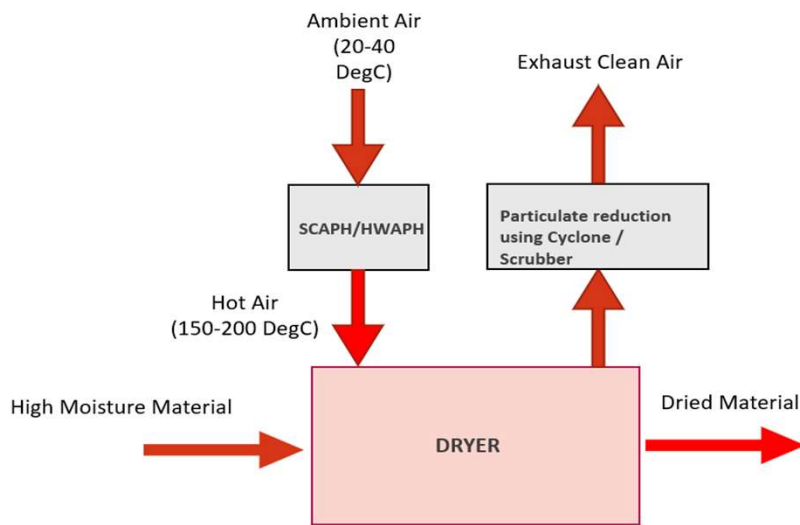 Ambient Air
(20-40
DegC)
Exhaust Clean Air
SCAPH/HWAPH
Particulate reduction
using Cyclone /
Scrubber
Hot Air
(150-200 DegC)
High Moisture Material
DRYER
Dried Material